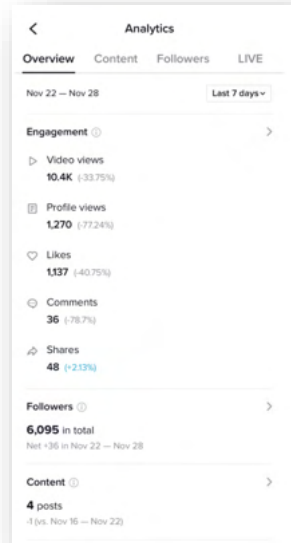 Analytics
Overview Content Followers LIVE
Nov 22 — Nov 28 Last 7 days
Engagement
Video views
10.4K (-33.75%)
Profile views
1,270 (-77.24%)
Likes
1,137 (-40.75%)
Comments
36 (-78.7%)
Shares
48 (+2.13%)
Followers
6,095 in total
Net +36 in Nov 22 — Nov 28
Content
4 posts
-1 (vs. Nov 16 — Nov 22)